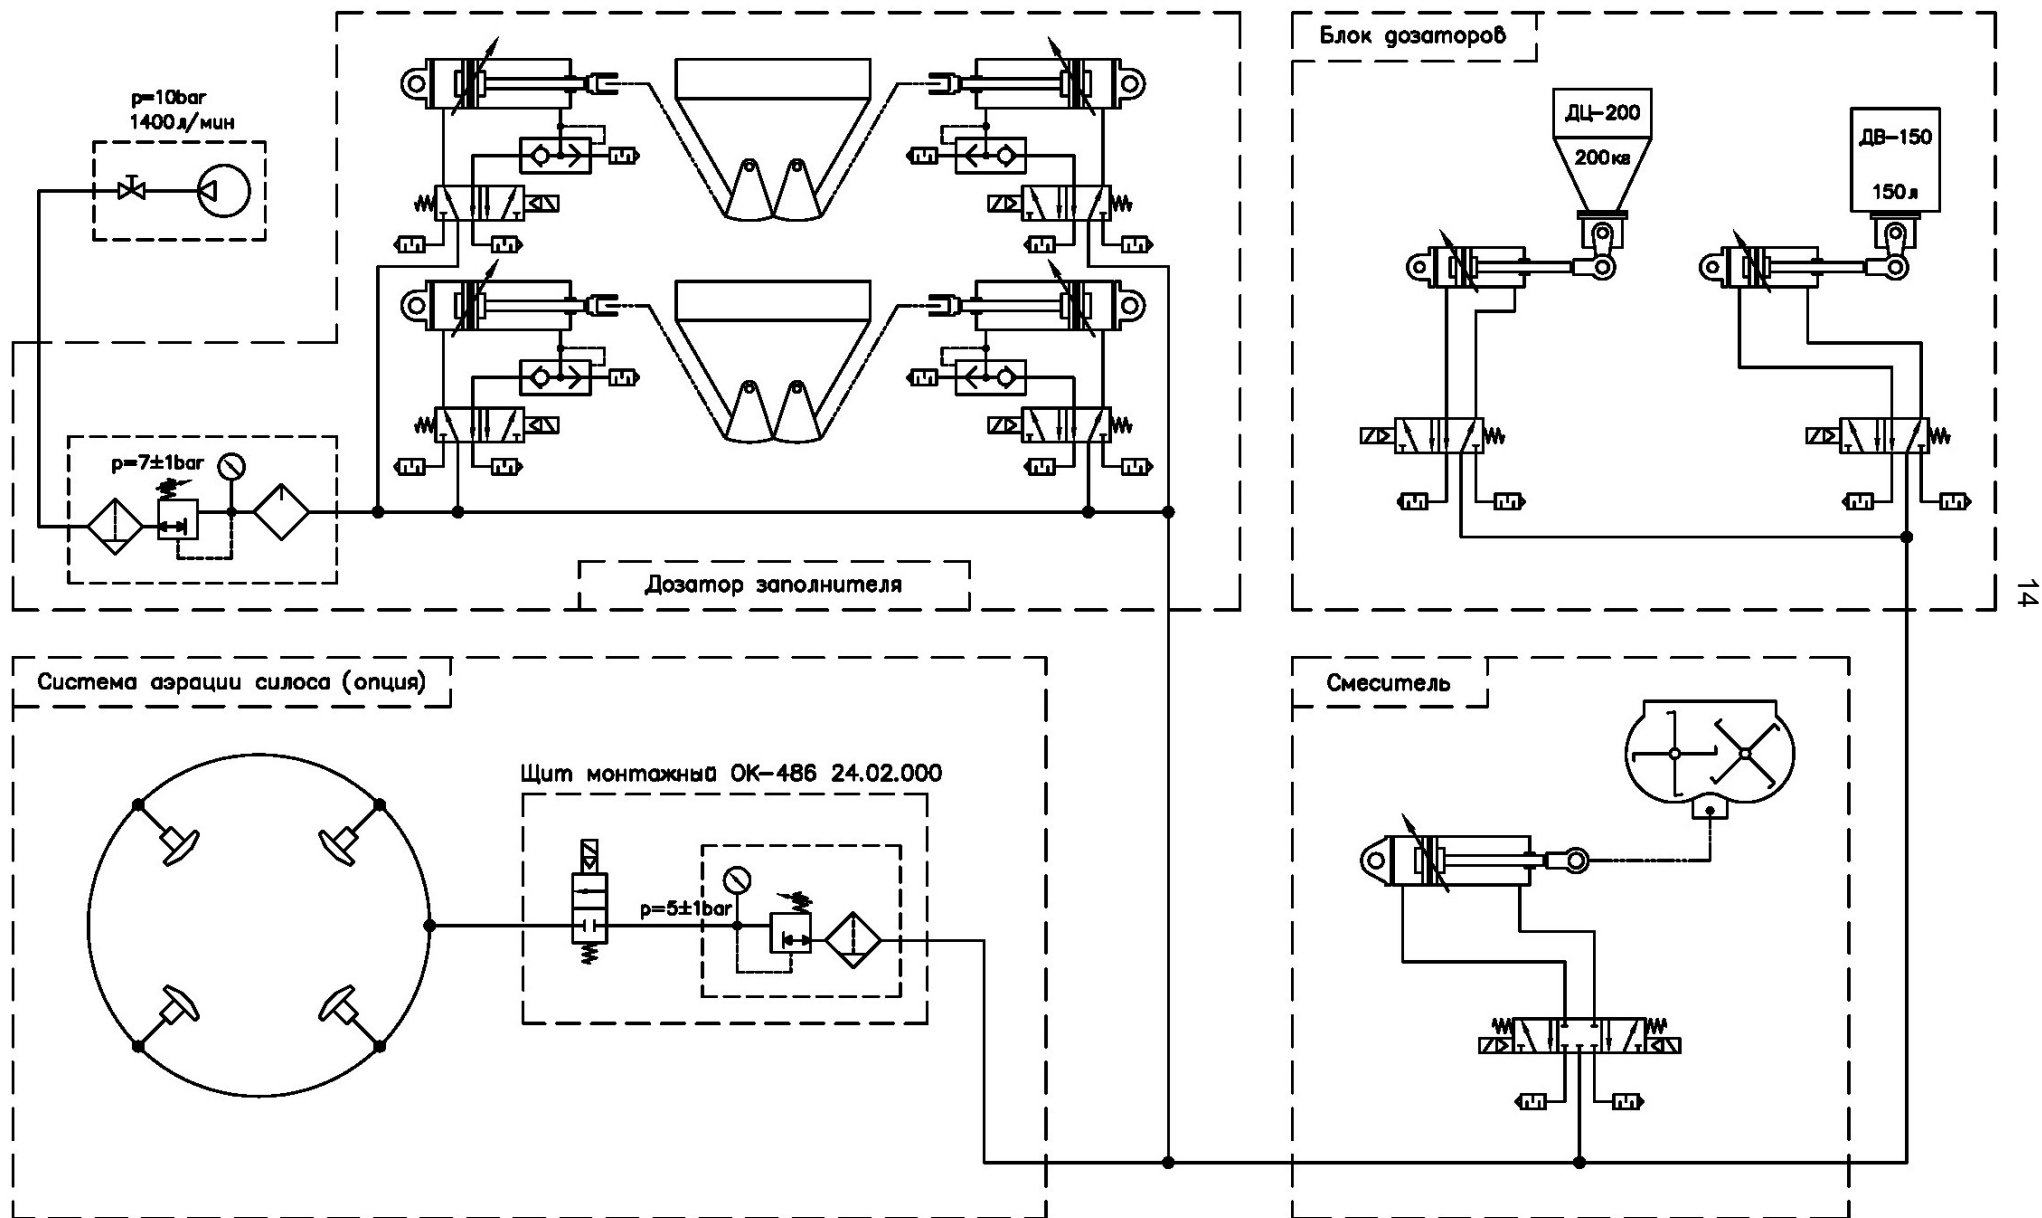 p=10bar
1400л/мин
Блок дозаторов
ДЦ-200
200кг
ДВ-150
150л
p=7±1bar
Дозатор заполнителя
14
Система аэрации силоса (опция)
Щит монтажный ОК-486 24.02.000
p=5±1bar
Смеситель